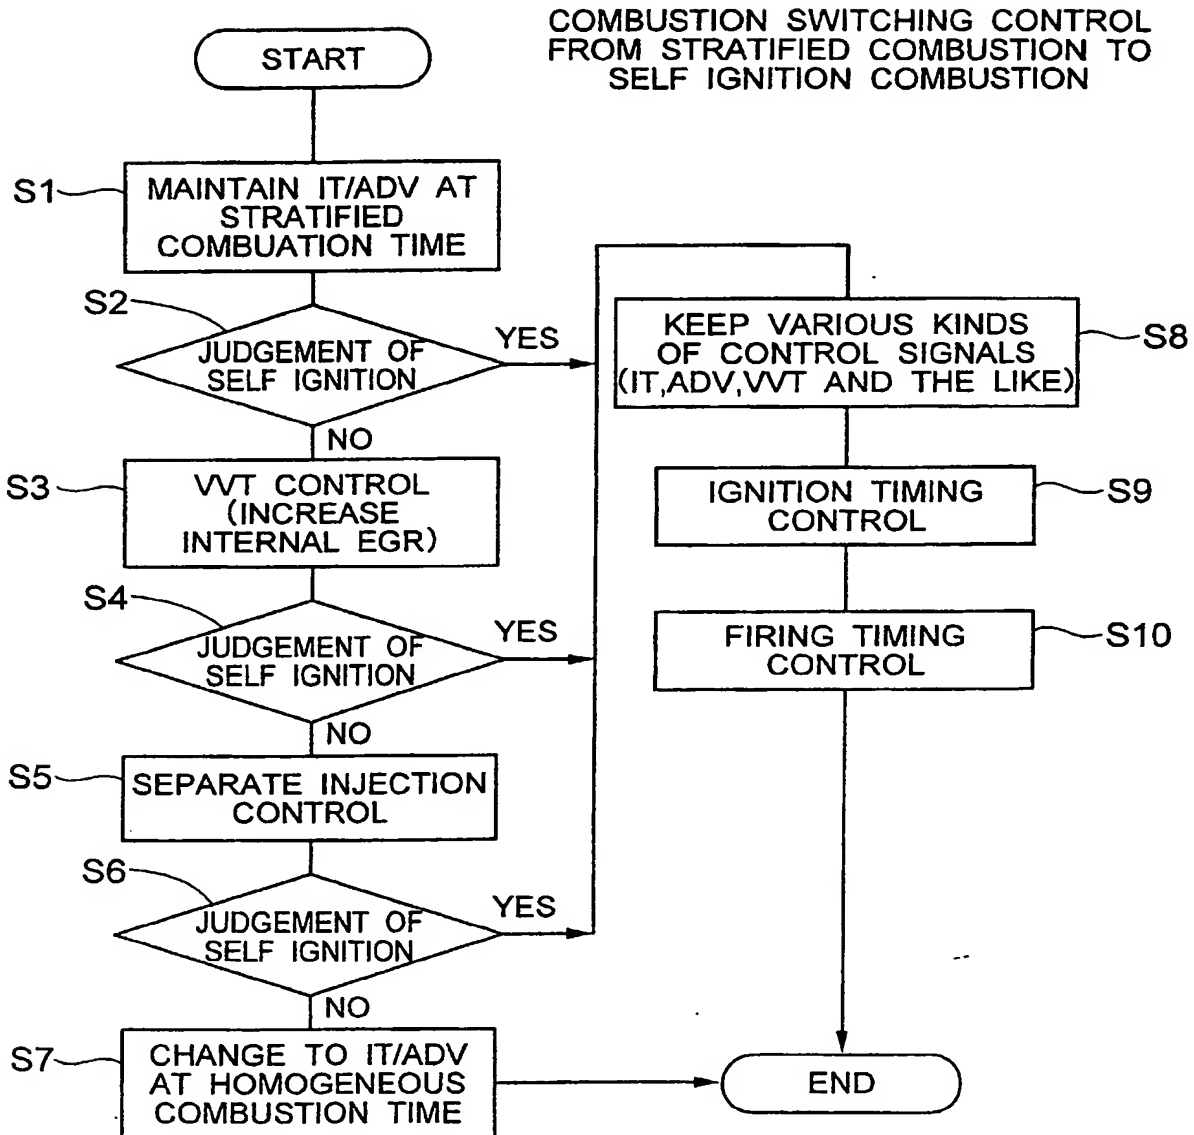 COMBUSTION SWITCHING CONTROL
FROM STRATIFIED COMBUSTION TO
SELF IGNITION COMBUSTION
START
S1
MAINTAIN IT/ADV AT
STRATIFIED
COMBUATION TIME
S2
JUDGEMENT OF
SELF IGNITION
YES
NO
S3
VVT CONTROL
(INCREASE
INTERNAL EGR)
S4
JUDGEMENT OF
SELF IGNITION
YES
NO
S5
SEPARATE INJECTION
CONTROL
S6
JUDGEMENT OF
SELF IGNITION
YES
NO
S7
CHANGE TO IT/ADV
AT HOMOGENEOUS
COMBUSTION TIME
KEEP VARIOUS KINDS
OF CONTROL SIGNALS
(IT,ADV,VVT AND THE LIKE)
S8
IGNITION TIMING
CONTROL
S9
FIRING TIMING
CONTROL
S10
END